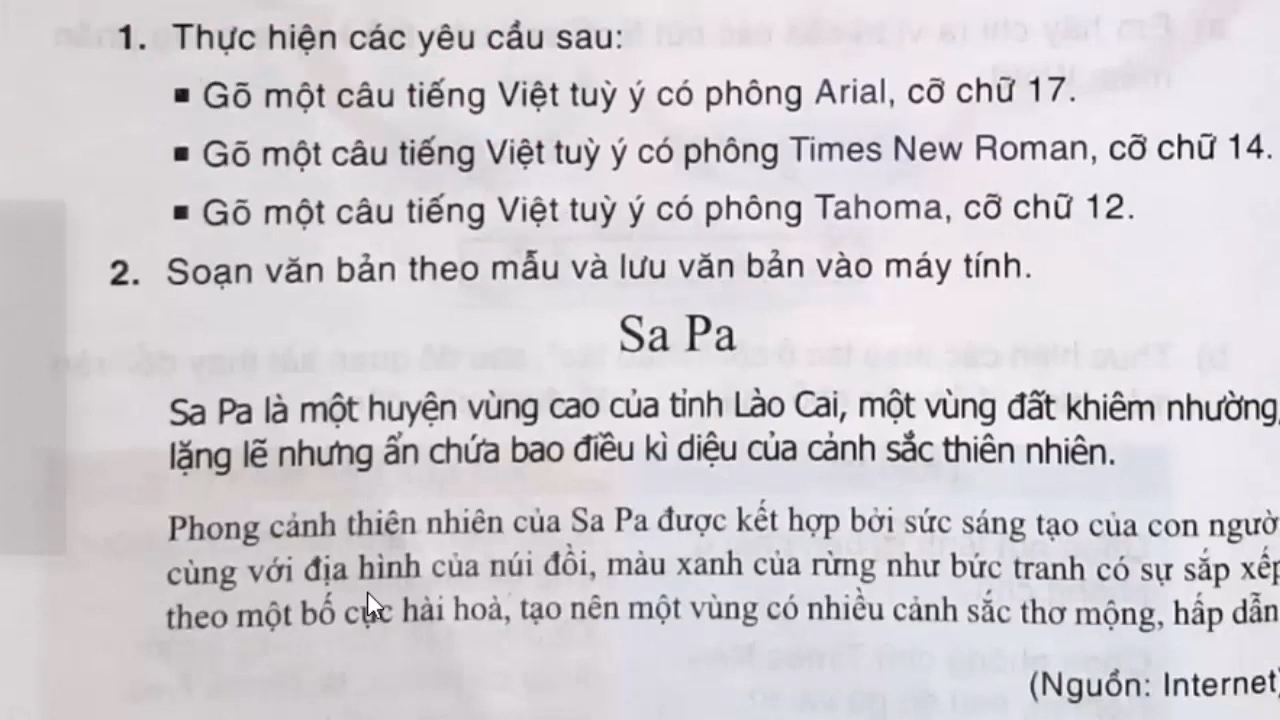 1. Thực hiện các yêu cầu sau:
▪ Gõ một câu tiếng Việt tuỳ ý có phông Arial, cỡ chữ 17.
▪ Gõ một câu tiếng Việt tuỳ ý có phông Times New Roman, cỡ chữ 14.
▪ Gõ một câu tiếng Việt tuỳ ý có phông Tahoma, cỡ chữ 12.
2. Soạn văn bản theo mẫu và lưu văn bản vào máy tính.
Sa Pa
Sa Pa là một huyện vùng cao của tỉnh Lào Cai, một vùng đất khiêm nhường,
lặng lẽ nhưng ẩn chứa bao điều kì diệu của cảnh sắc thiên nhiên.
Phong cảnh thiên nhiên của Sa Pa được kết hợp bởi sức sáng tạo của con ngườ
cùng với địa hình của núi đồi, màu xanh của rừng như bức tranh có sự sắp xếp
theo một bố cục hài hoà, tạo nên một vùng có nhiều cảnh sắc thơ mộng, hấp dẫn
(Nguồn: Internet)